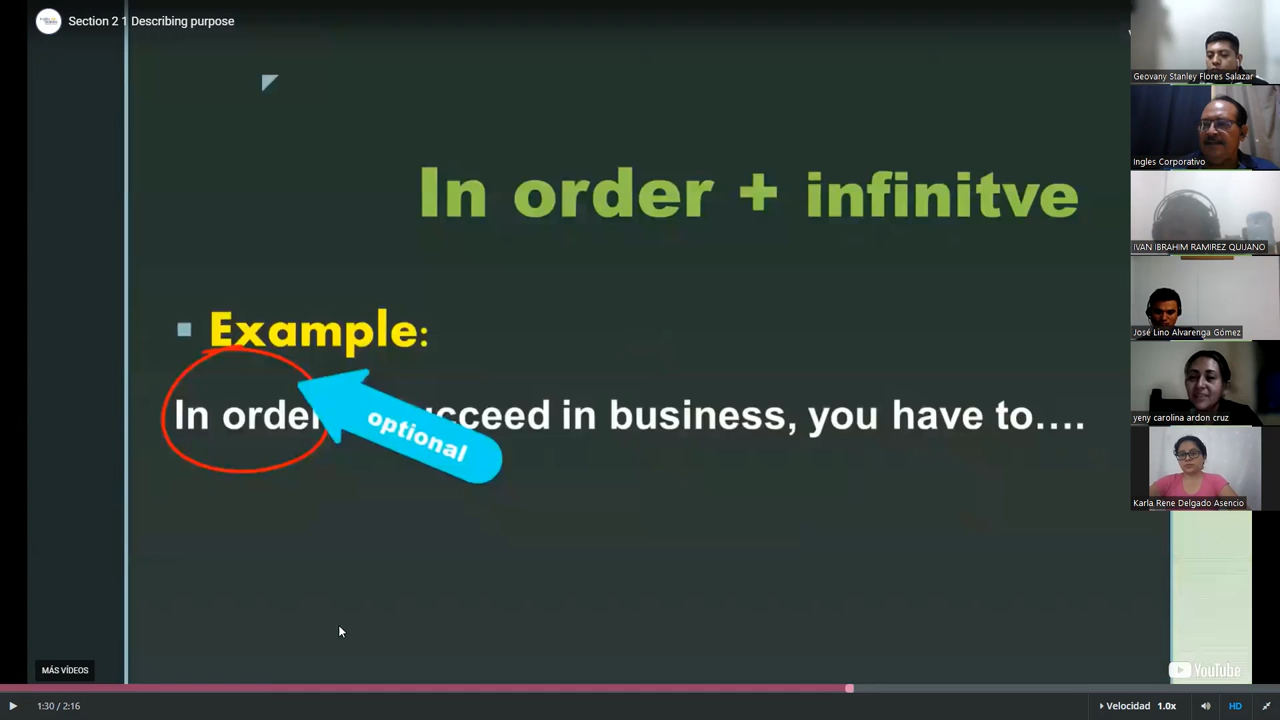 Section 2 1 Describing purpose
Geovany Stanley Flores Salazar
Ingles Corporativo
IVAN IBRAHIM RAMIREZ QUIJANO
José Lino Alvarenga Gómez
yeny carolina ardon cruz
Karla Rene Delgado Asencio
In order + infinitve
Example:
In order succeed in business, you have to....
optional
MÁS VÍDEOS
YouTube
1:30 / 2:16
Velocidad 1.0x
HD